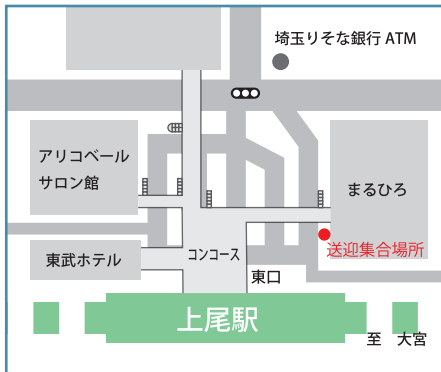 埼玉りそな銀行 ATM
アリコベール
サロン館
まるひろ
東武ホテル
コンコース
送迎集合場所
東口
上尾駅
至 大宮